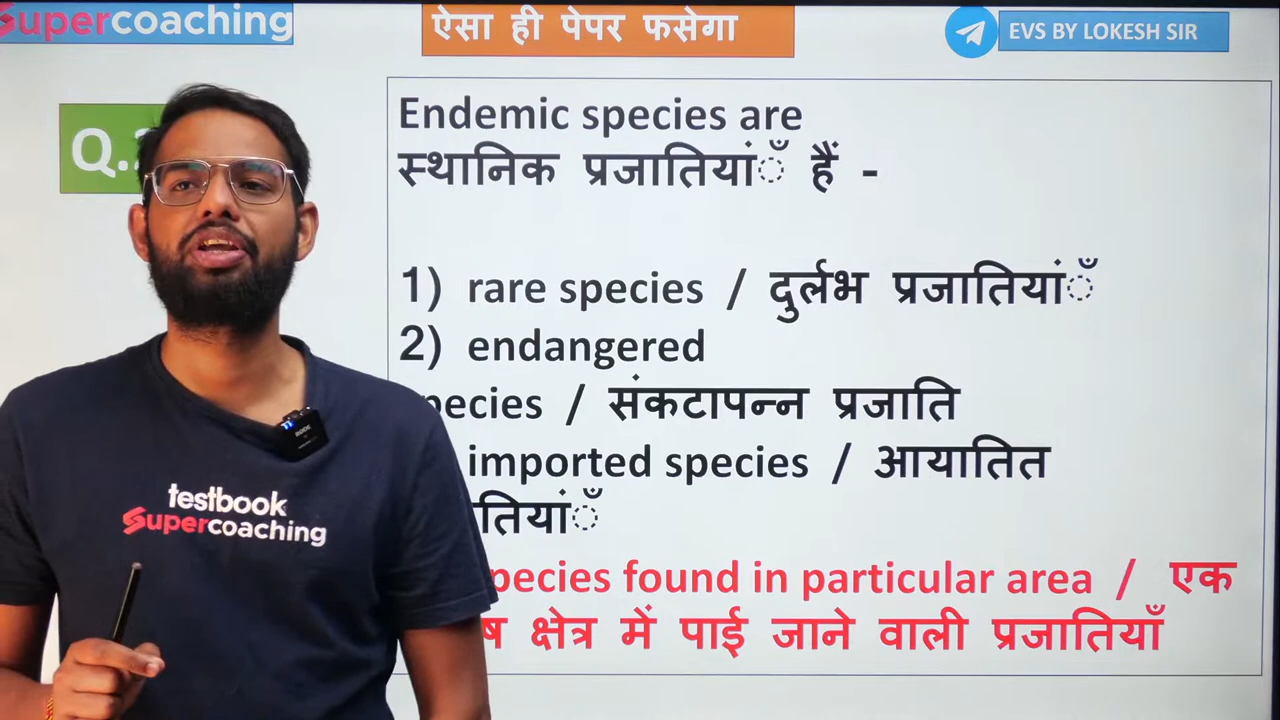 Supercoaching
ऐसा ही पेपर फसेगा
EVS BY LOKESH SIR
Endemic species are
स्थानिक प्रजातियांँ हैं -
1) rare species / दुर्लभ प्रजातियांँ
2) endangered
pecies / संकटापन्न प्रजाति
imported species / आयातित
तियांँ
pecies found in particular area / एक
ष क्षेत्र में पाई जाने वाली प्रजातियाँ
Q.
RODE
testbook
Supercoaching